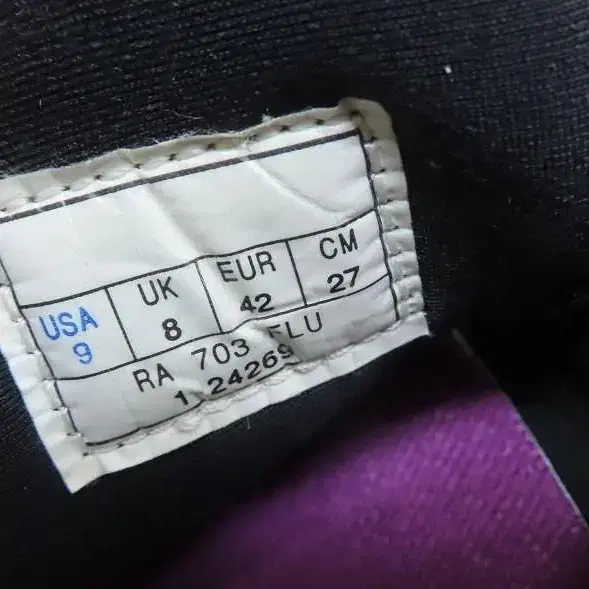 USA UK EUR CM
9 8 42 27
RA 703 FLU
1 24269